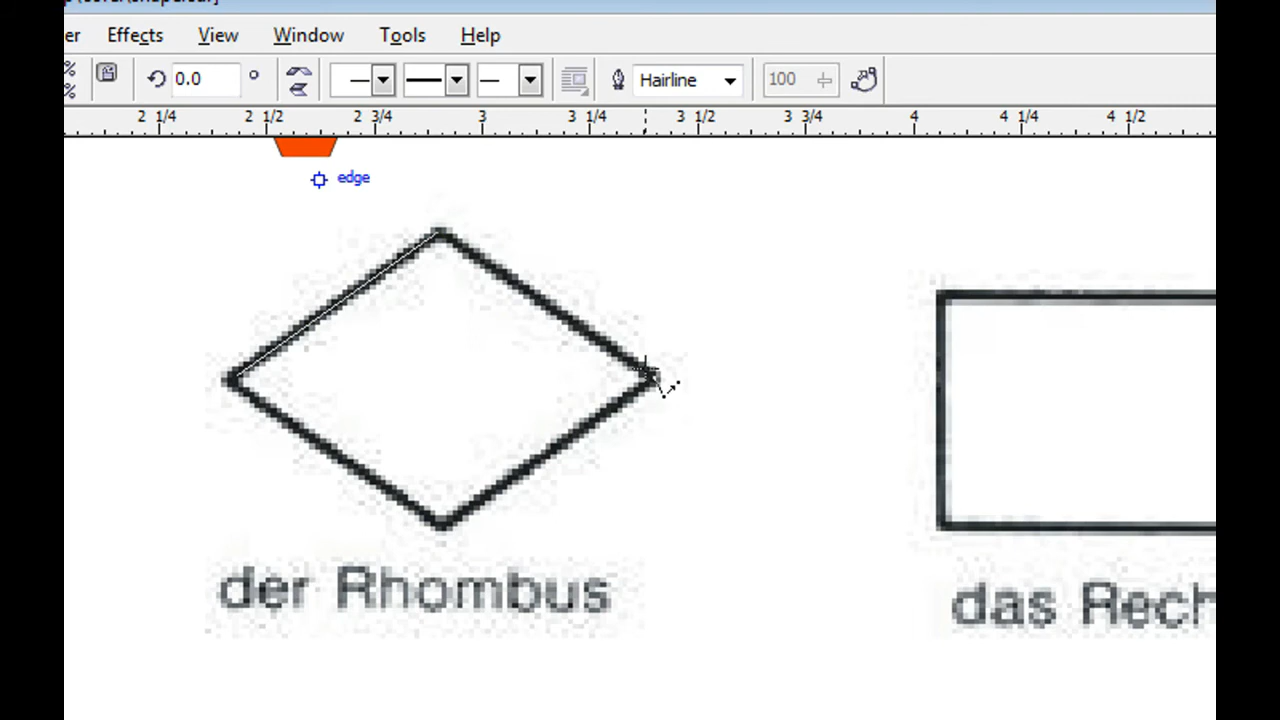 Effects View Window Tools Help
0.0 Hairline 100
2 1/4 2 1/2 2 3/4 3 3 1/4 3 1/2 3 3/4 4 4 1/4 4 1/2
edge
der Rhombus
das Rech